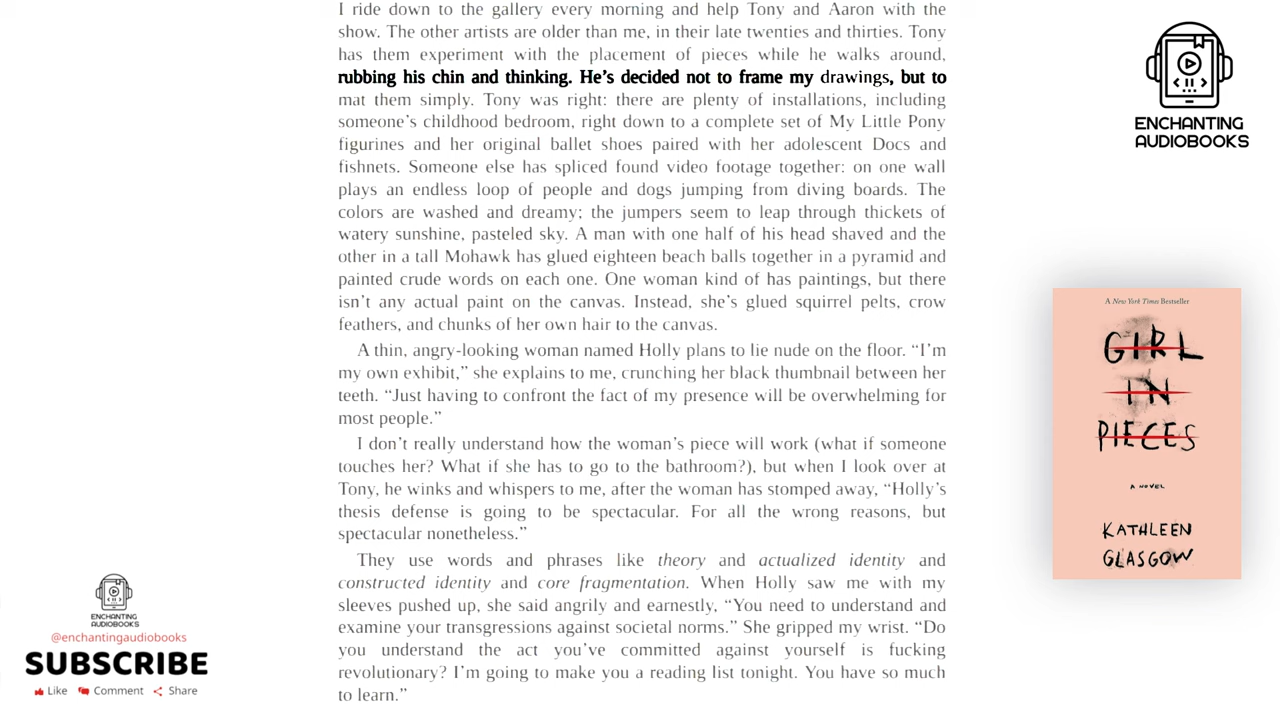 I ride down to the gallery every morning and help Tony and Aaron with the
show. The other artists are older than me, in their late twenties and thirties. Tony
has them experiment with the placement of pieces while he walks around,
rubbing his chin and thinking. He’s decided not to frame my drawings, but to
mat them simply. Tony was right: there are plenty of installations, including
someone’s childhood bedroom, right down to a complete set of My Little Pony
figurines and her original ballet shoes paired with her adolescent Docs and
fishnets. Someone else has spliced found video footage together: on one wall
plays an endless loop of people and dogs jumping from diving boards. The
colors are washed and dreamy; the jumpers seem to leap through thickets of
watery sunshine, pasteled sky. A man with one half of his head shaved and the
other in a tall Mohawk has glued eighteen beach balls together in a pyramid and
painted crude words on each one. One woman kind of has paintings, but there
isn’t any actual paint on the canvas. Instead, she’s glued squirrel pelts, crow
feathers, and chunks of her own hair to the canvas.
A thin, angry-looking woman named Holly plans to lie nude on the floor. “I’m
my own exhibit,” she explains to me, crunching her black thumbnail between her
teeth. “Just having to confront the fact of my presence will be overwhelming for
most people.”
I don’t really understand how the woman’s piece will work (what if someone
touches her? What if she has to go to the bathroom?), but when I look over at
Tony, he winks and whispers to me, after the woman has stomped away, “Holly’s
thesis defense is going to be spectacular. For all the wrong reasons, but
spectacular nonetheless.”
They use words and phrases like theory and actualized identity and
constructed identity and core fragmentation. When Holly saw me with my
sleeves pushed up, she said angrily and earnestly, “You need to understand and
examine your transgressions against societal norms.” She gripped my wrist. “Do
you understand the act you’ve committed against yourself is fucking
revolutionary? I’m going to make you a reading list tonight. You have so much
to learn.”
ENCHANTING
AUDIOBOOKS
A New York Times Bestseller
GIRL
IN
PIECES
A NOVEL
KATHLEEN
GLASGOW
ENCHANTING
AUDIOBOOKS
@enchantingaudiobooks
SUBSCRIBE
Like Comment Share